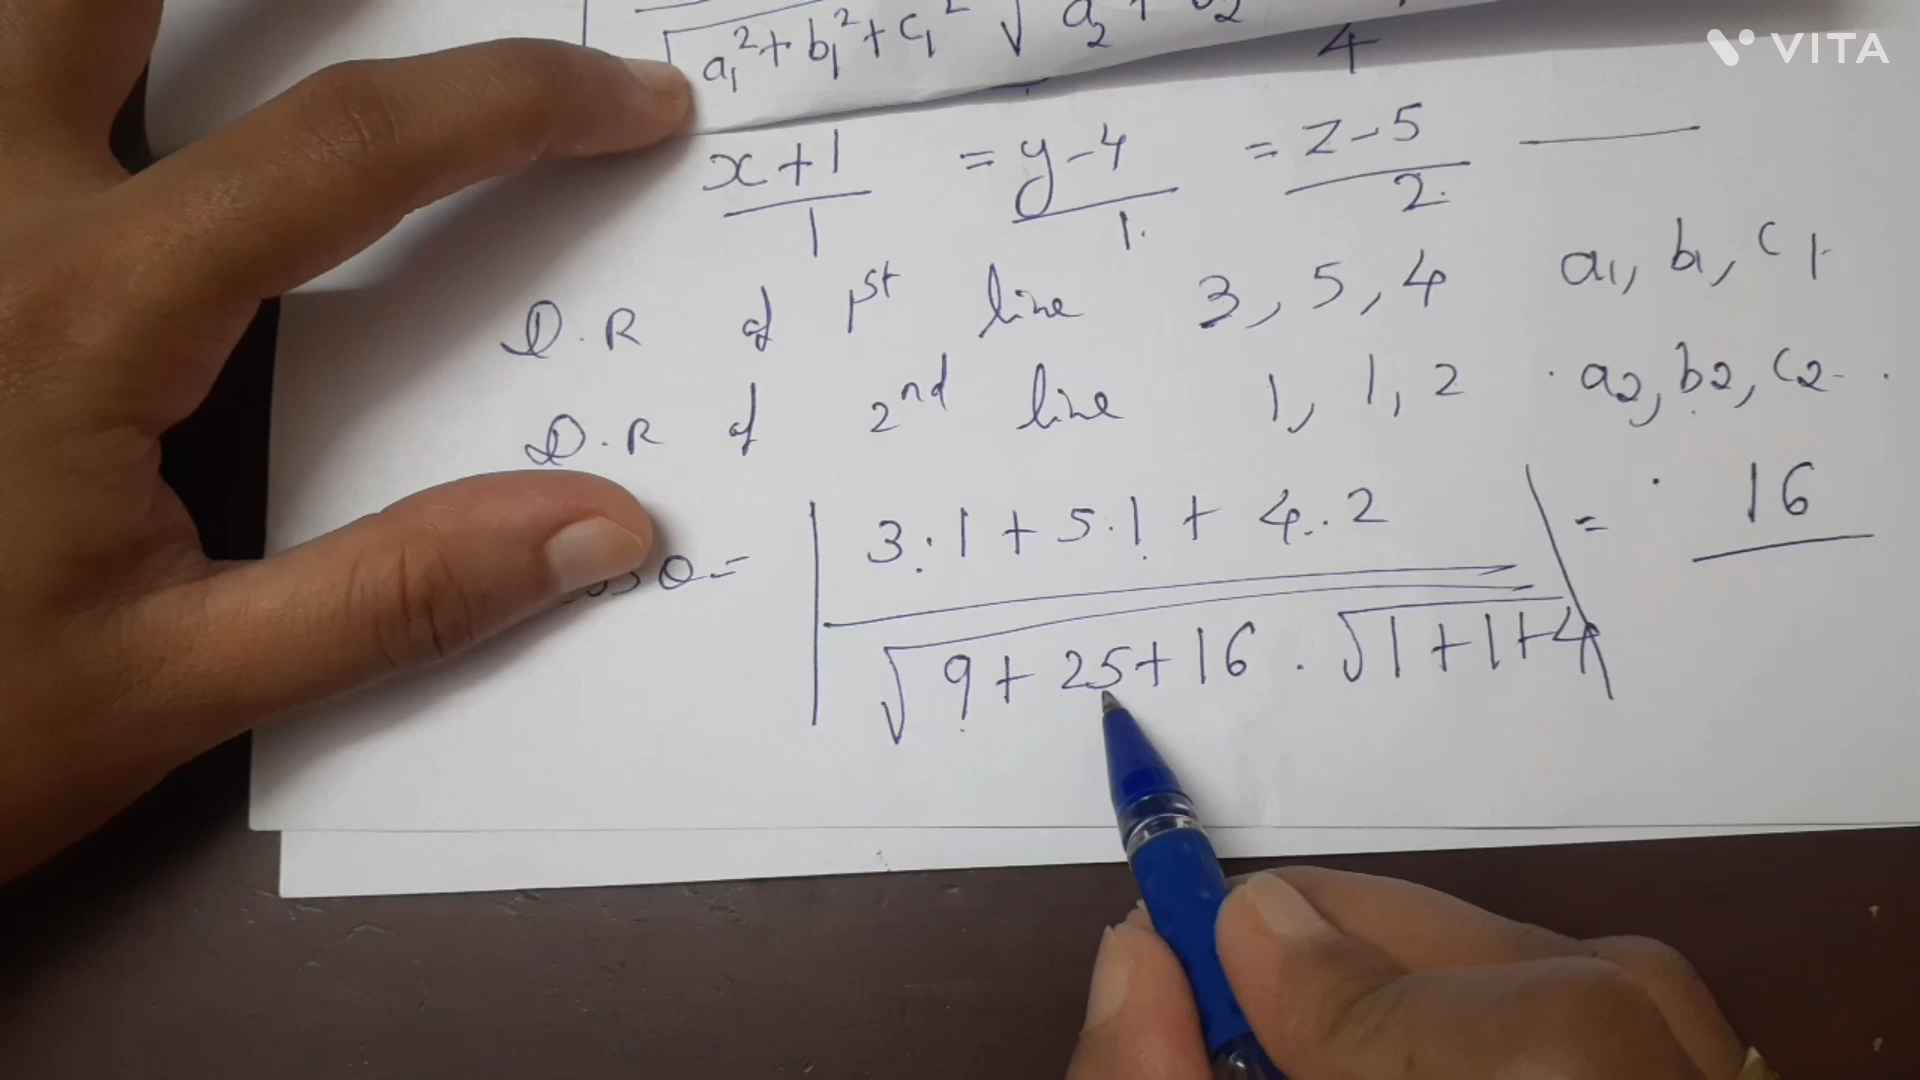 VITA
√a₁²+b₁²+c₁² √a₂+
4
x+1/1 = y-4/1. = z-5/2.
D.R of 1st line 3, 5, 4 a1, b1, c1.
D.R of 2nd line 1, 1, 2 a2, b2, c2
θ= |3.1+5.1+4.2 / √9+25+16 . √1+1+4| = 16